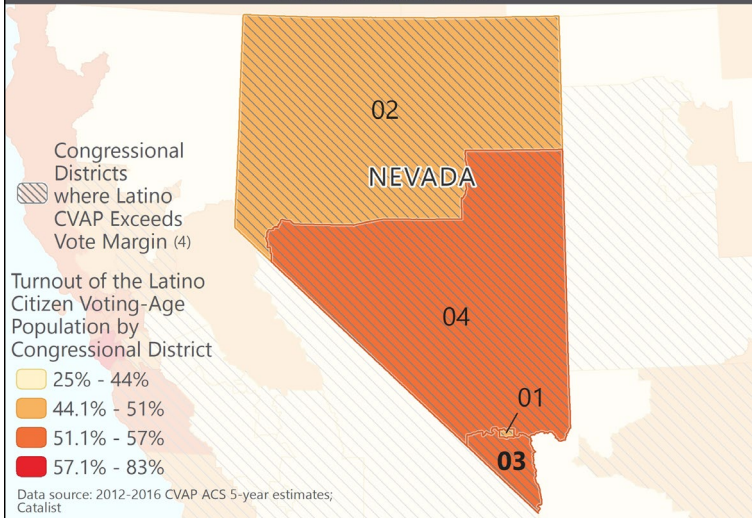 02
NEVADA
Congressional
Districts
where Latino
CVAP Exceeds
Vote Margin (4)
Turnout of the Latino
Citizen Voting-Age
Population by
Congressional District
25% - 44%
44.1% - 51%
51.1% - 57%
57.1% - 83%
04
01
03
Data source: 2012-2016 CVAP ACS 5-year estimates;
Catalist